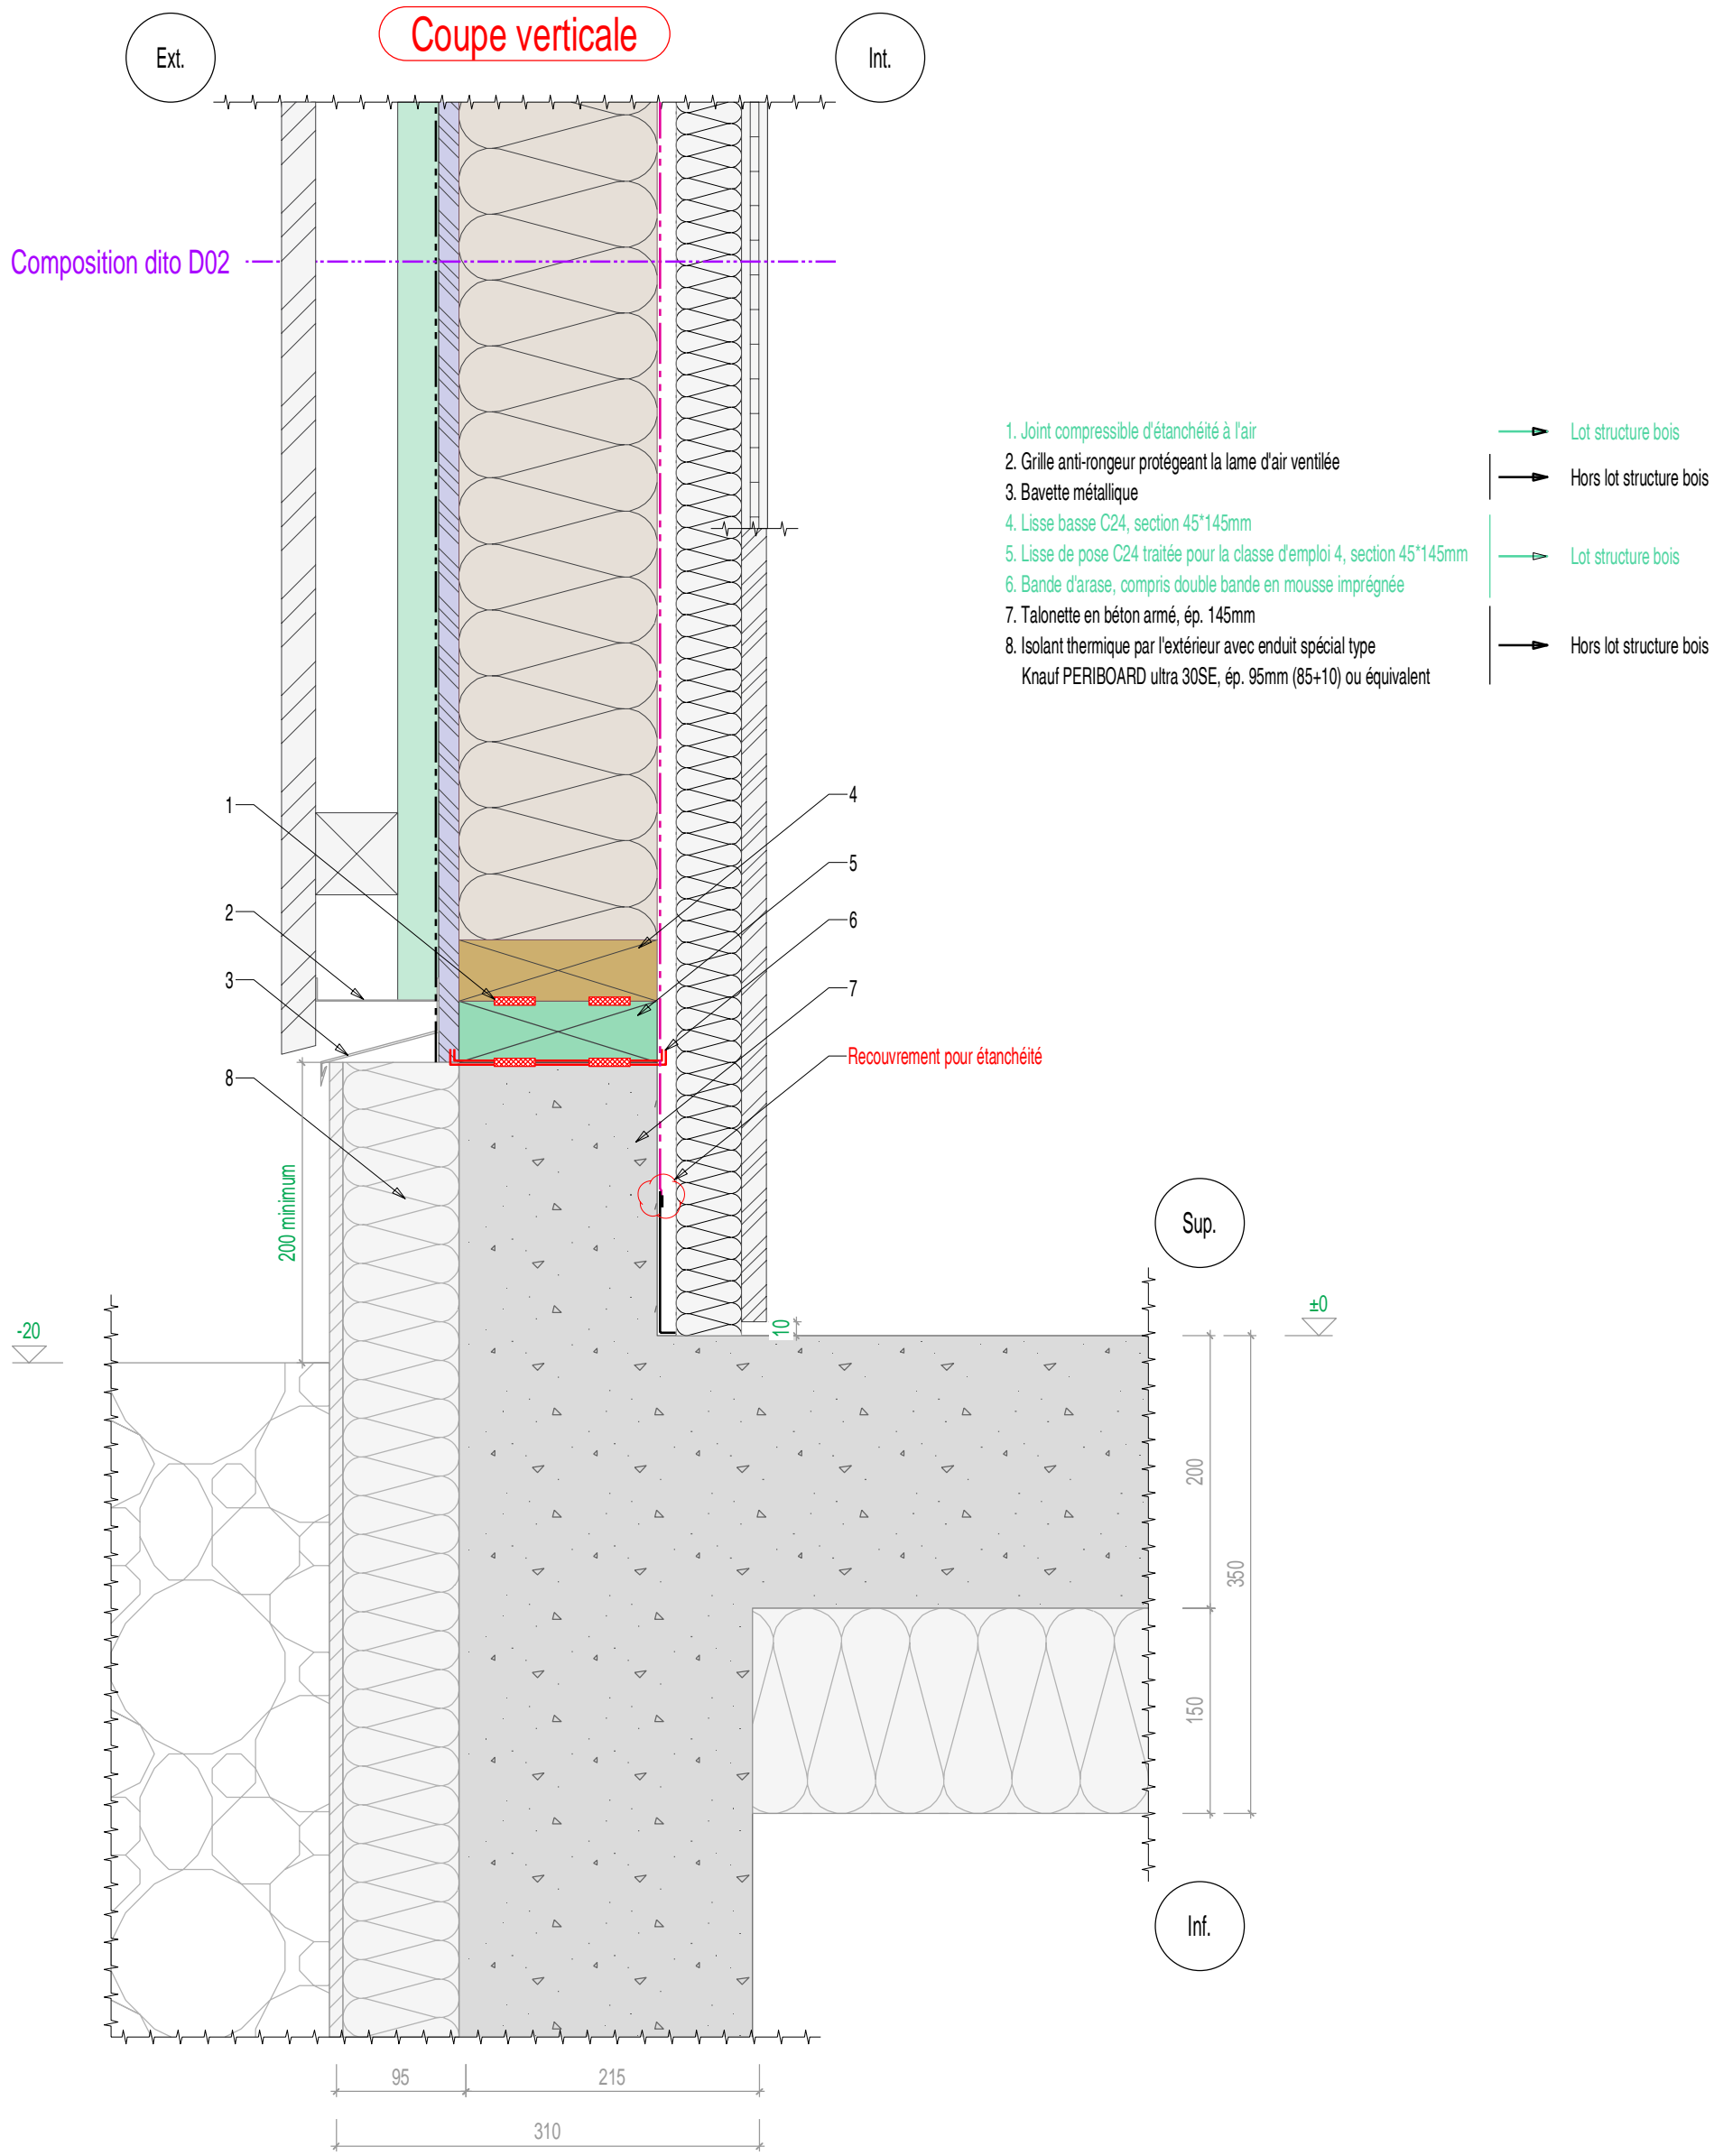 Coupe verticale
Ext.
Int.
Composition dito D02
1. Joint compressible d'étanchéité à l'air
Lot structure bois
2. Grille anti-rongeur protégeant la lame d'air ventilée
3. Bavette métallique
Hors lot structure bois
4. Lisse basse C24, section 45*145mm
5. Lisse de pose C24 traitée pour la classe d'emploi 4, section 45*145mm
6. Bande d'arase, compris double bande en mousse imprégnée
Lot structure bois
7. Talonette en béton armé, ép. 145mm
8. Isolant thermique par l'extérieur avec enduit spécial type
Knauf PERIBOARD ultra 30SE, ép. 95mm (85+10) ou équivalent
Hors lot structure bois
1
2
3
8
4
5
6
7
Recouvrement pour étanchéité
200 minimum
Sup.
-20
10
±0
200
350
150
Inf.
95
215
310